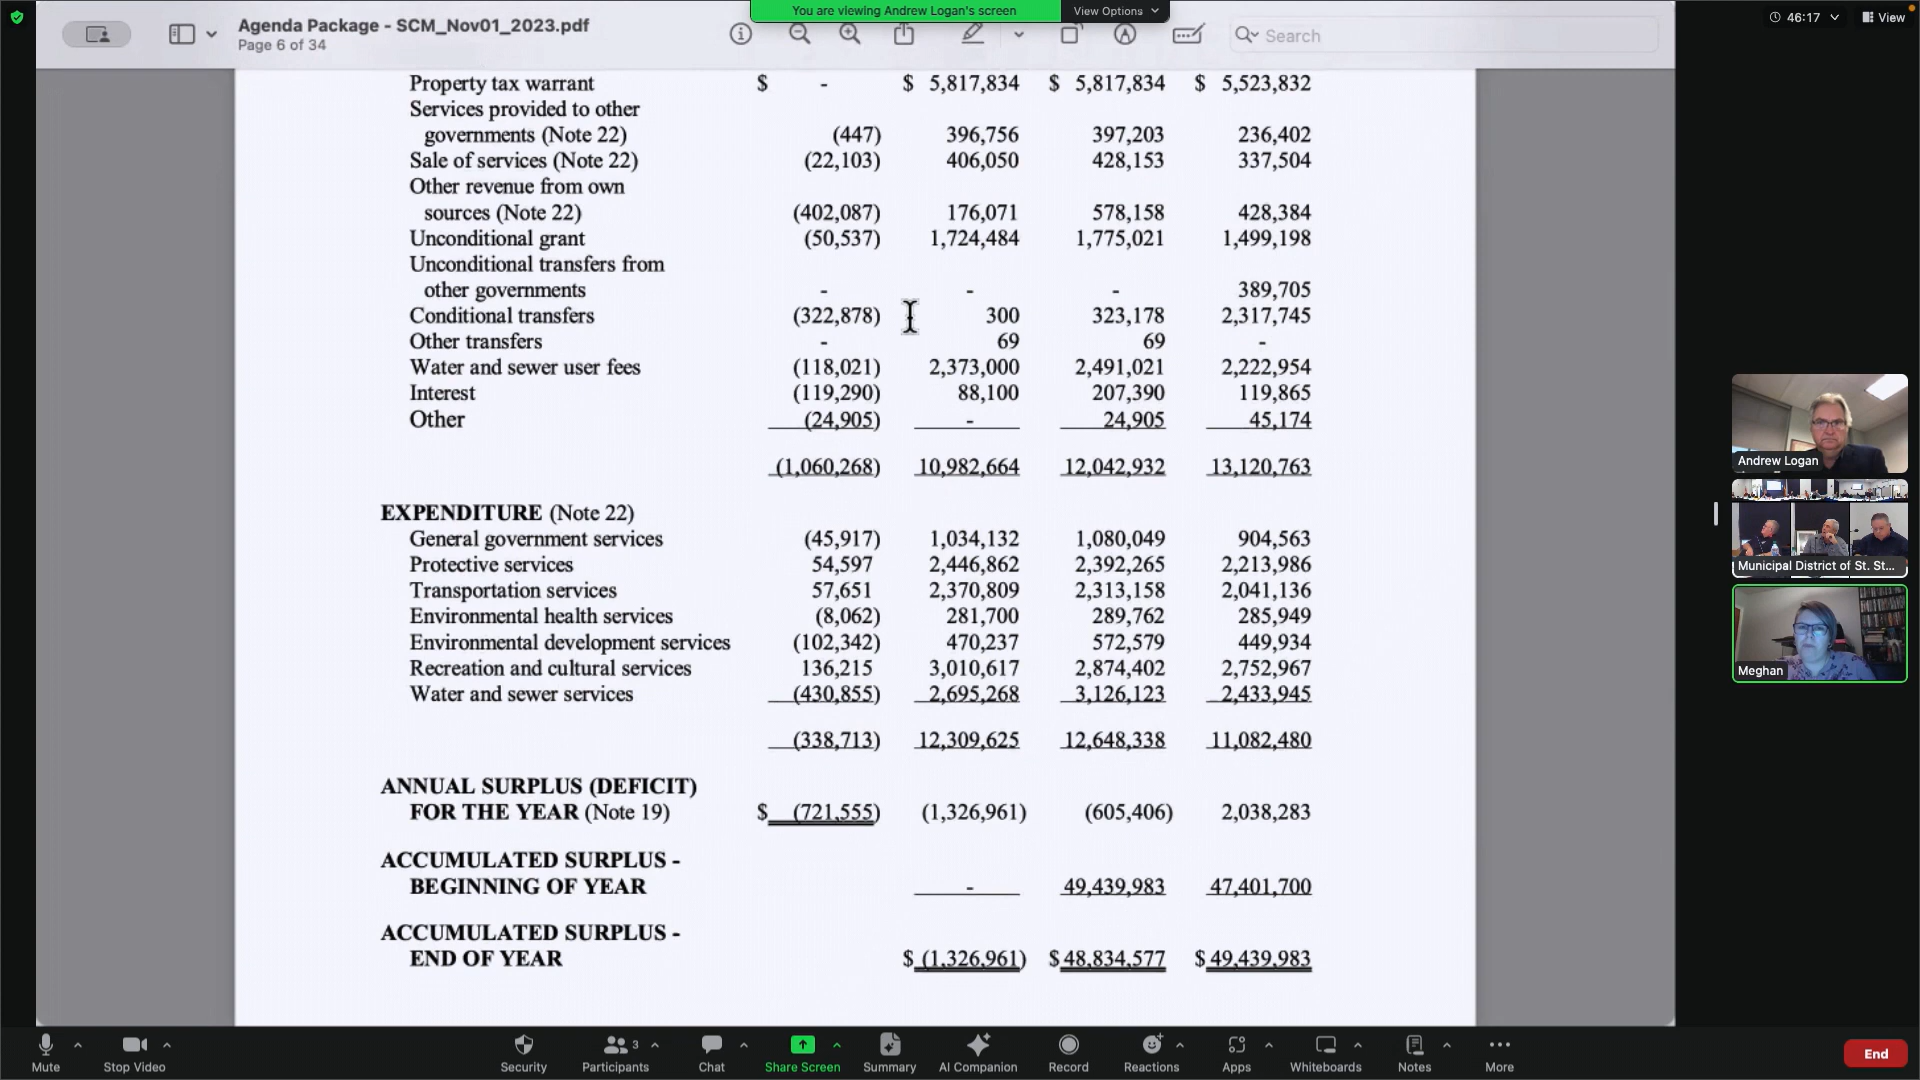 You are viewing Andrew Logan's screen View Options
46:17 View
Agenda Package - SCM_Nov01_2023.pdf
Page 6 of 34
Search
Property tax warrant $ - $ 5,817,834 $ 5,817,834 $ 5,523,832
Services provided to other
governments (Note 22) (447) 396,756 397,203 236,402
Sale of services (Note 22) (22,103) 406,050 428,153 337,504
Other revenue from own
sources (Note 22) (402,087) 176,071 578,158 428,384
Unconditional grant (50,537) 1,724,484 1,775,021 1,499,198
Unconditional transfers from
other governments - - - 389,705
Conditional transfers (322,878) 300 323,178 2,317,745
Other transfers - 69 69 -
Water and sewer user fees (118,021) 2,373,000 2,491,021 2,222,954
Interest (119,290) 88,100 207,390 119,865
Other (24,905) - 24,905 45,174
(1,060,268) 10,982,664 12,042,932 13,120,763
EXPENDITURE (Note 22)
General government services (45,917) 1,034,132 1,080,049 904,563
Protective services 54,597 2,446,862 2,392,265 2,213,986
Transportation services 57,651 2,370,809 2,313,158 2,041,136
Environmental health services (8,062) 281,700 289,762 285,949
Environmental development services (102,342) 470,237 572,579 449,934
Recreation and cultural services 136,215 3,010,617 2,874,402 2,752,967
Water and sewer services (430,855) 2,695,268 3,126,123 2,433,945
(338,713) 12,309,625 12,648,338 11,082,480
ANNUAL SURPLUS (DEFICIT)
FOR THE YEAR (Note 19) $ (721,555) (1,326,961) (605,406) 2,038,283
ACCUMULATED SURPLUS -
BEGINNING OF YEAR - 49,439,983 47,401,700
ACCUMULATED SURPLUS -
END OF YEAR $ (1,326,961) $ 48,834,577 $ 49,439,983
Andrew Logan
Municipal District of St. St...
Meghan
Mute Stop Video Security Participants 3 Chat Share Screen Summary AI Companion Record Reactions Apps Whiteboards Notes More End